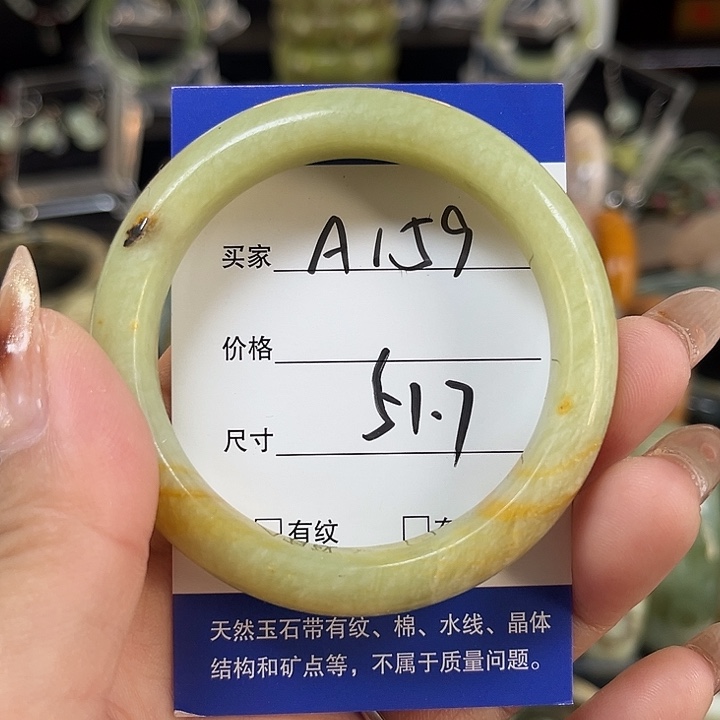 买家 A159
价格
尺寸 51.7
有纹
天然玉石带有纹、棉、水线、晶体
结构和矿点等，不属于质量问题。